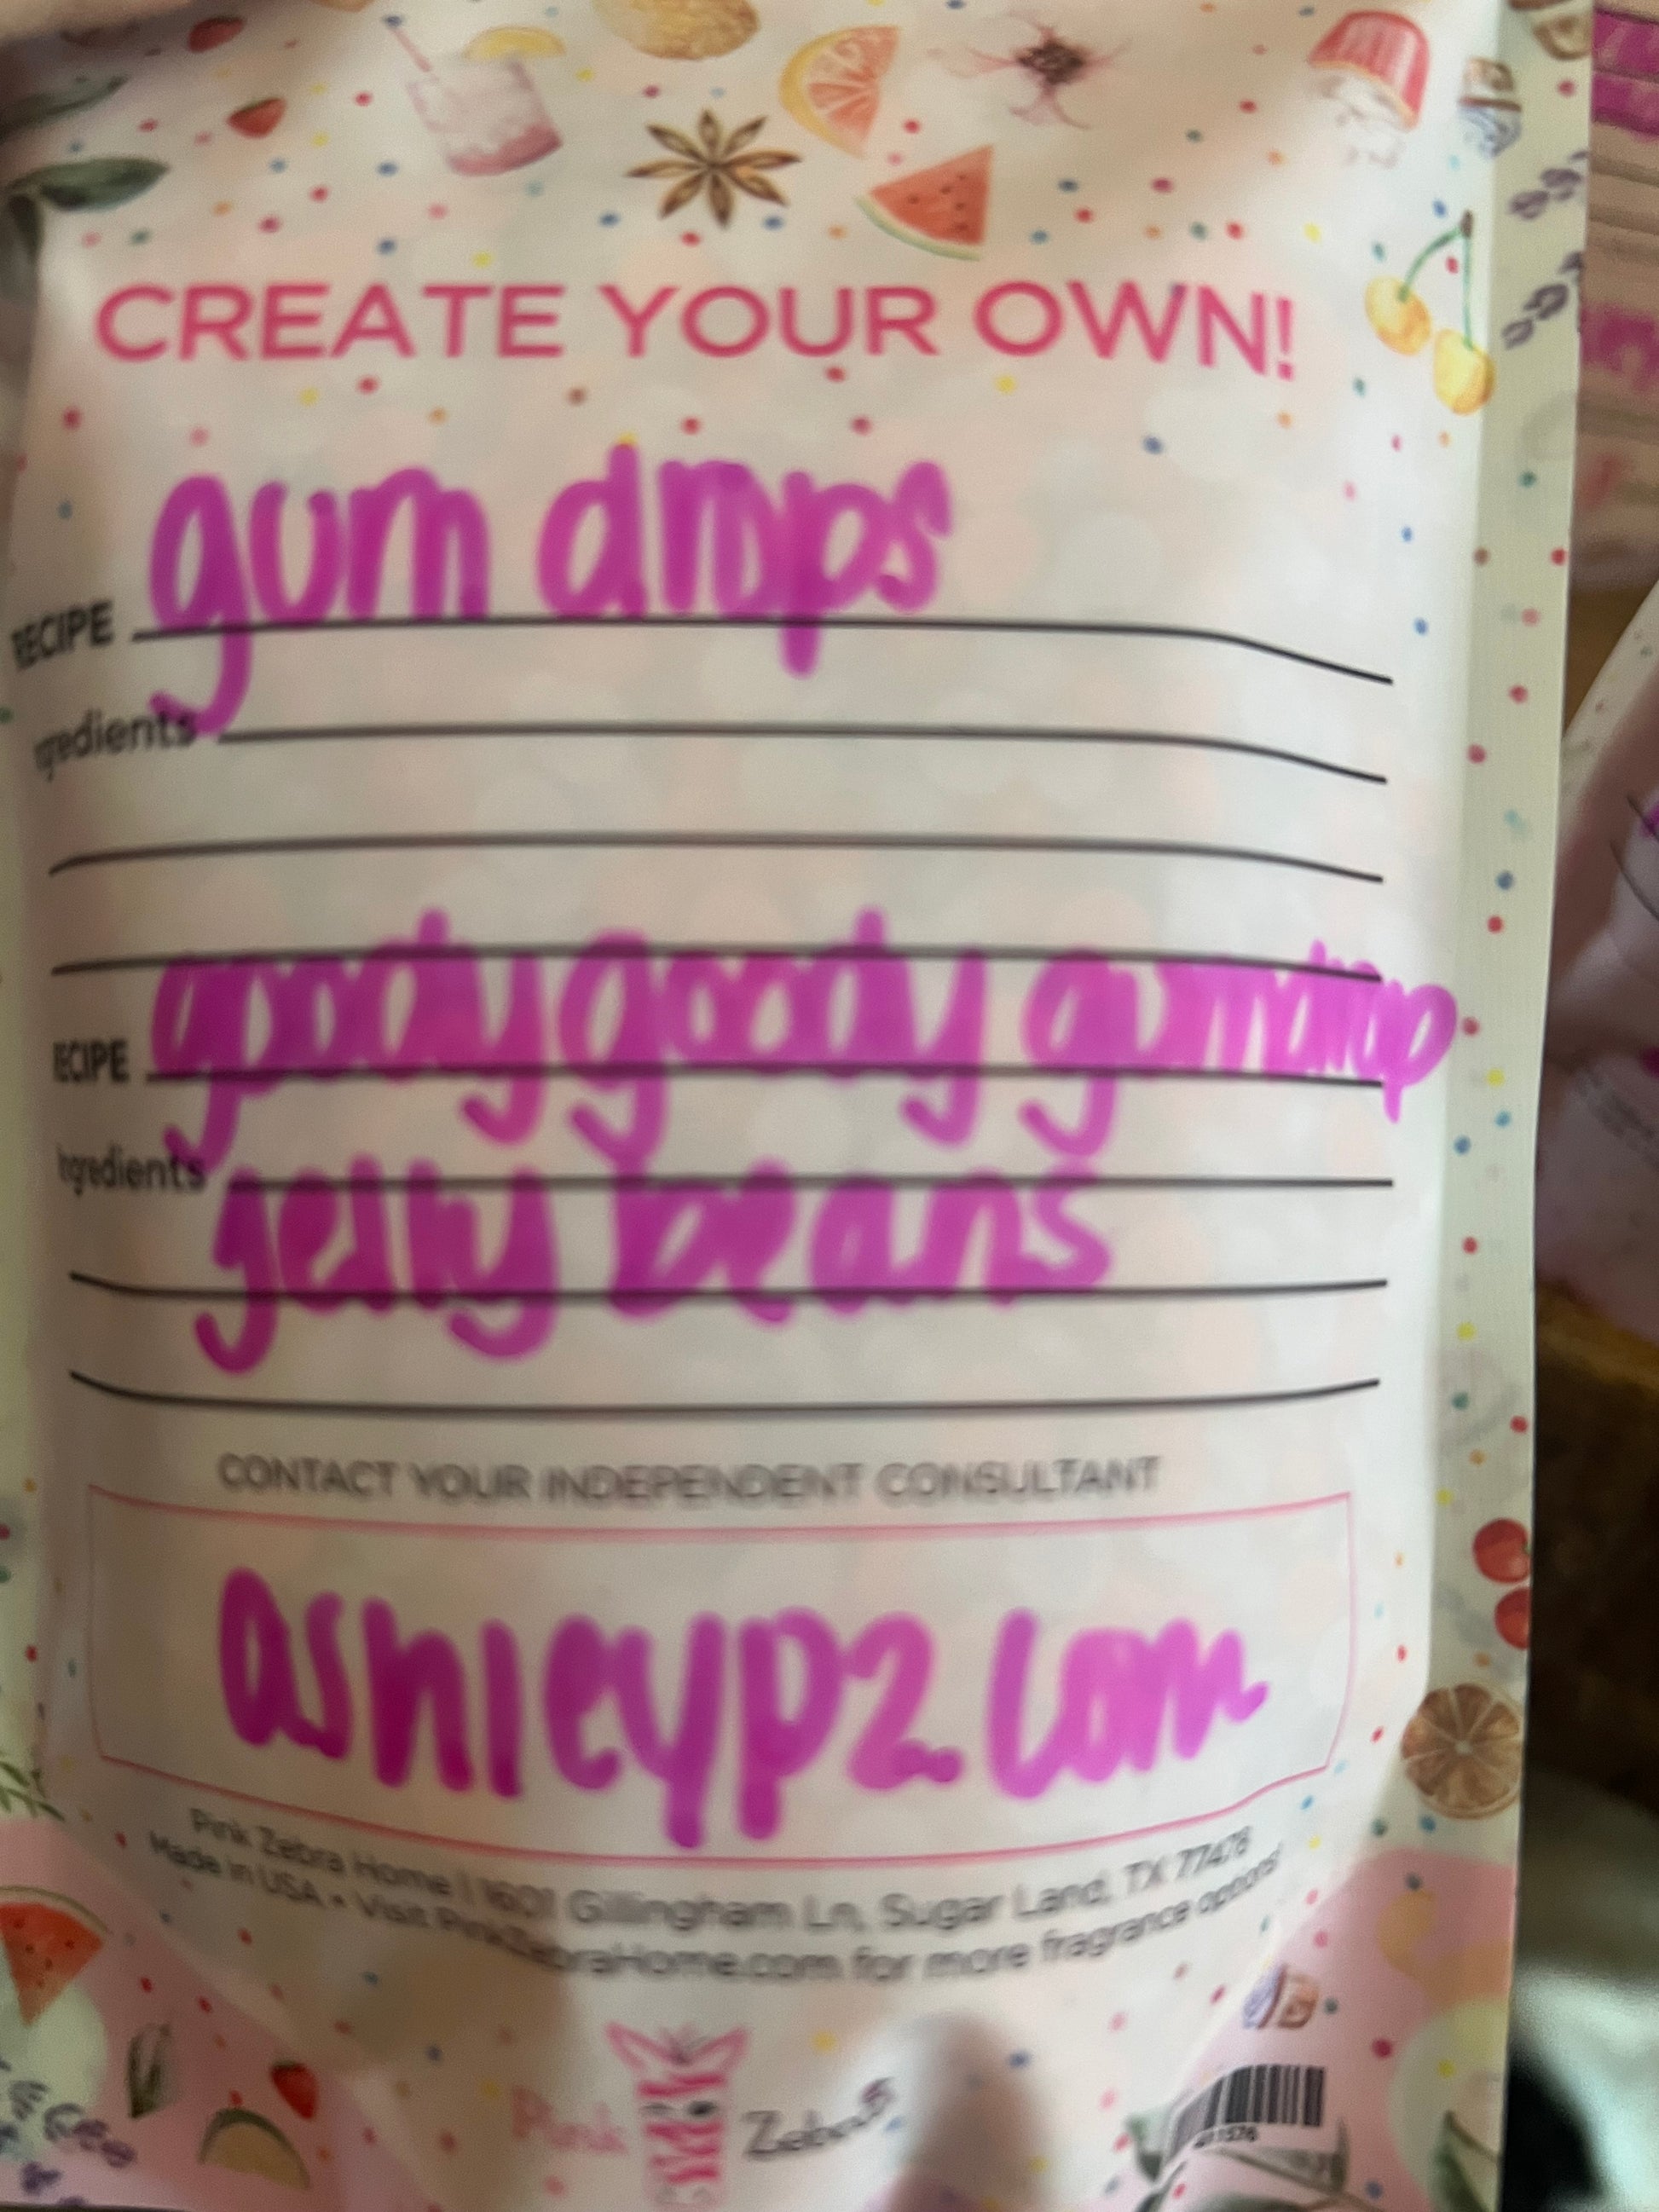 CREATE YOUR OWN!
RECIPE gum drops
ngredients
goody goody gumdrop
RECIPE
Ingredients
jelly beans
CONTACT YOUR INDEPENDENT CONSULTANT
ashleypz.com
Pink Zebra Home | 1601 Gillingham Ln, Sugar Land, TX 77478
Made in USA • Visit PinkZebraHome.com for more fragrance options!
Pink Zebra®